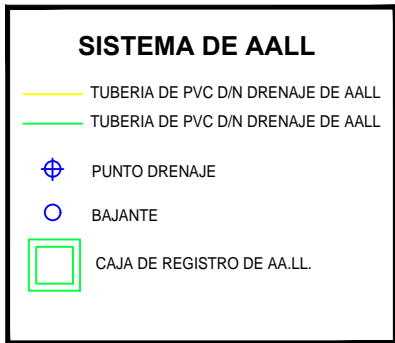 SISTEMA DE AALL
TUBERIA DE PVC D/N DRENAJE DE AALL
TUBERIA DE PVC D/N DRENAJE DE AALL
PUNTO DRENAJE
BAJANTE
CAJA DE REGISTRO DE AA.LL.